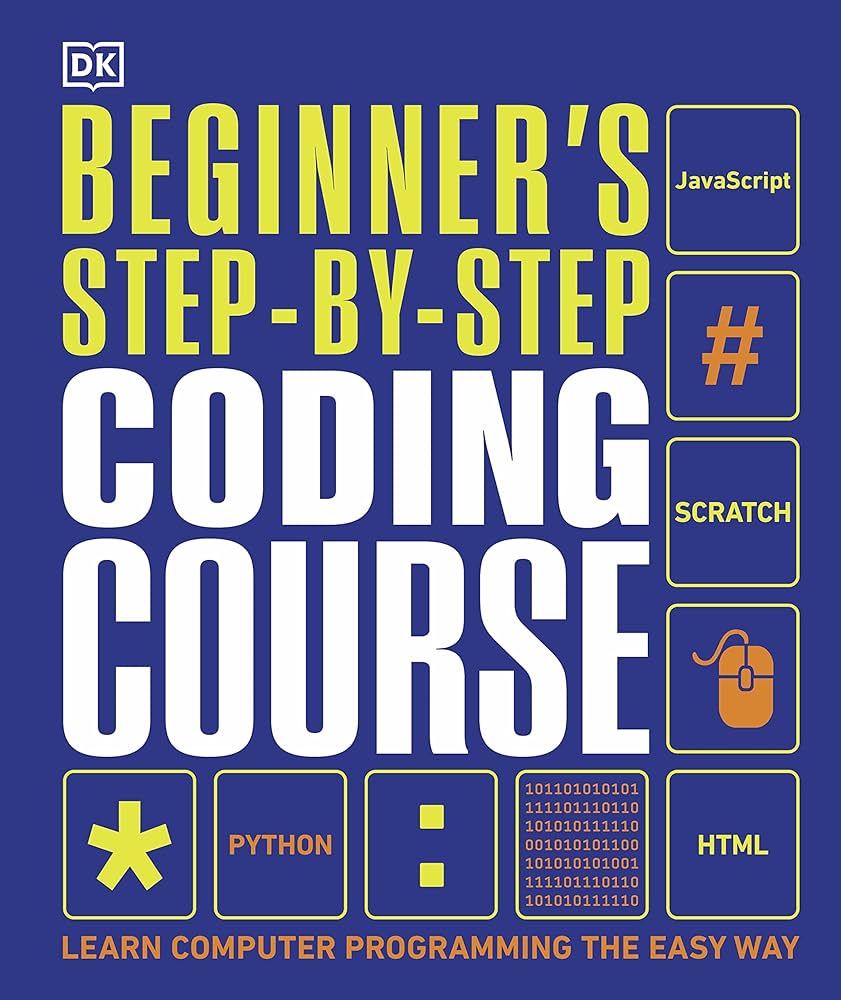 DK
BEGINNER'S
STEP-BY-STEP
CODING
COURSE
JavaScript
#
SCRATCH
*
PYTHON
:
101101010101
111101110110
101010111110
001010101100
101010101001
111101110110
101010111110
HTML
LEARN COMPUTER PROGRAMMING THE EASY WAY